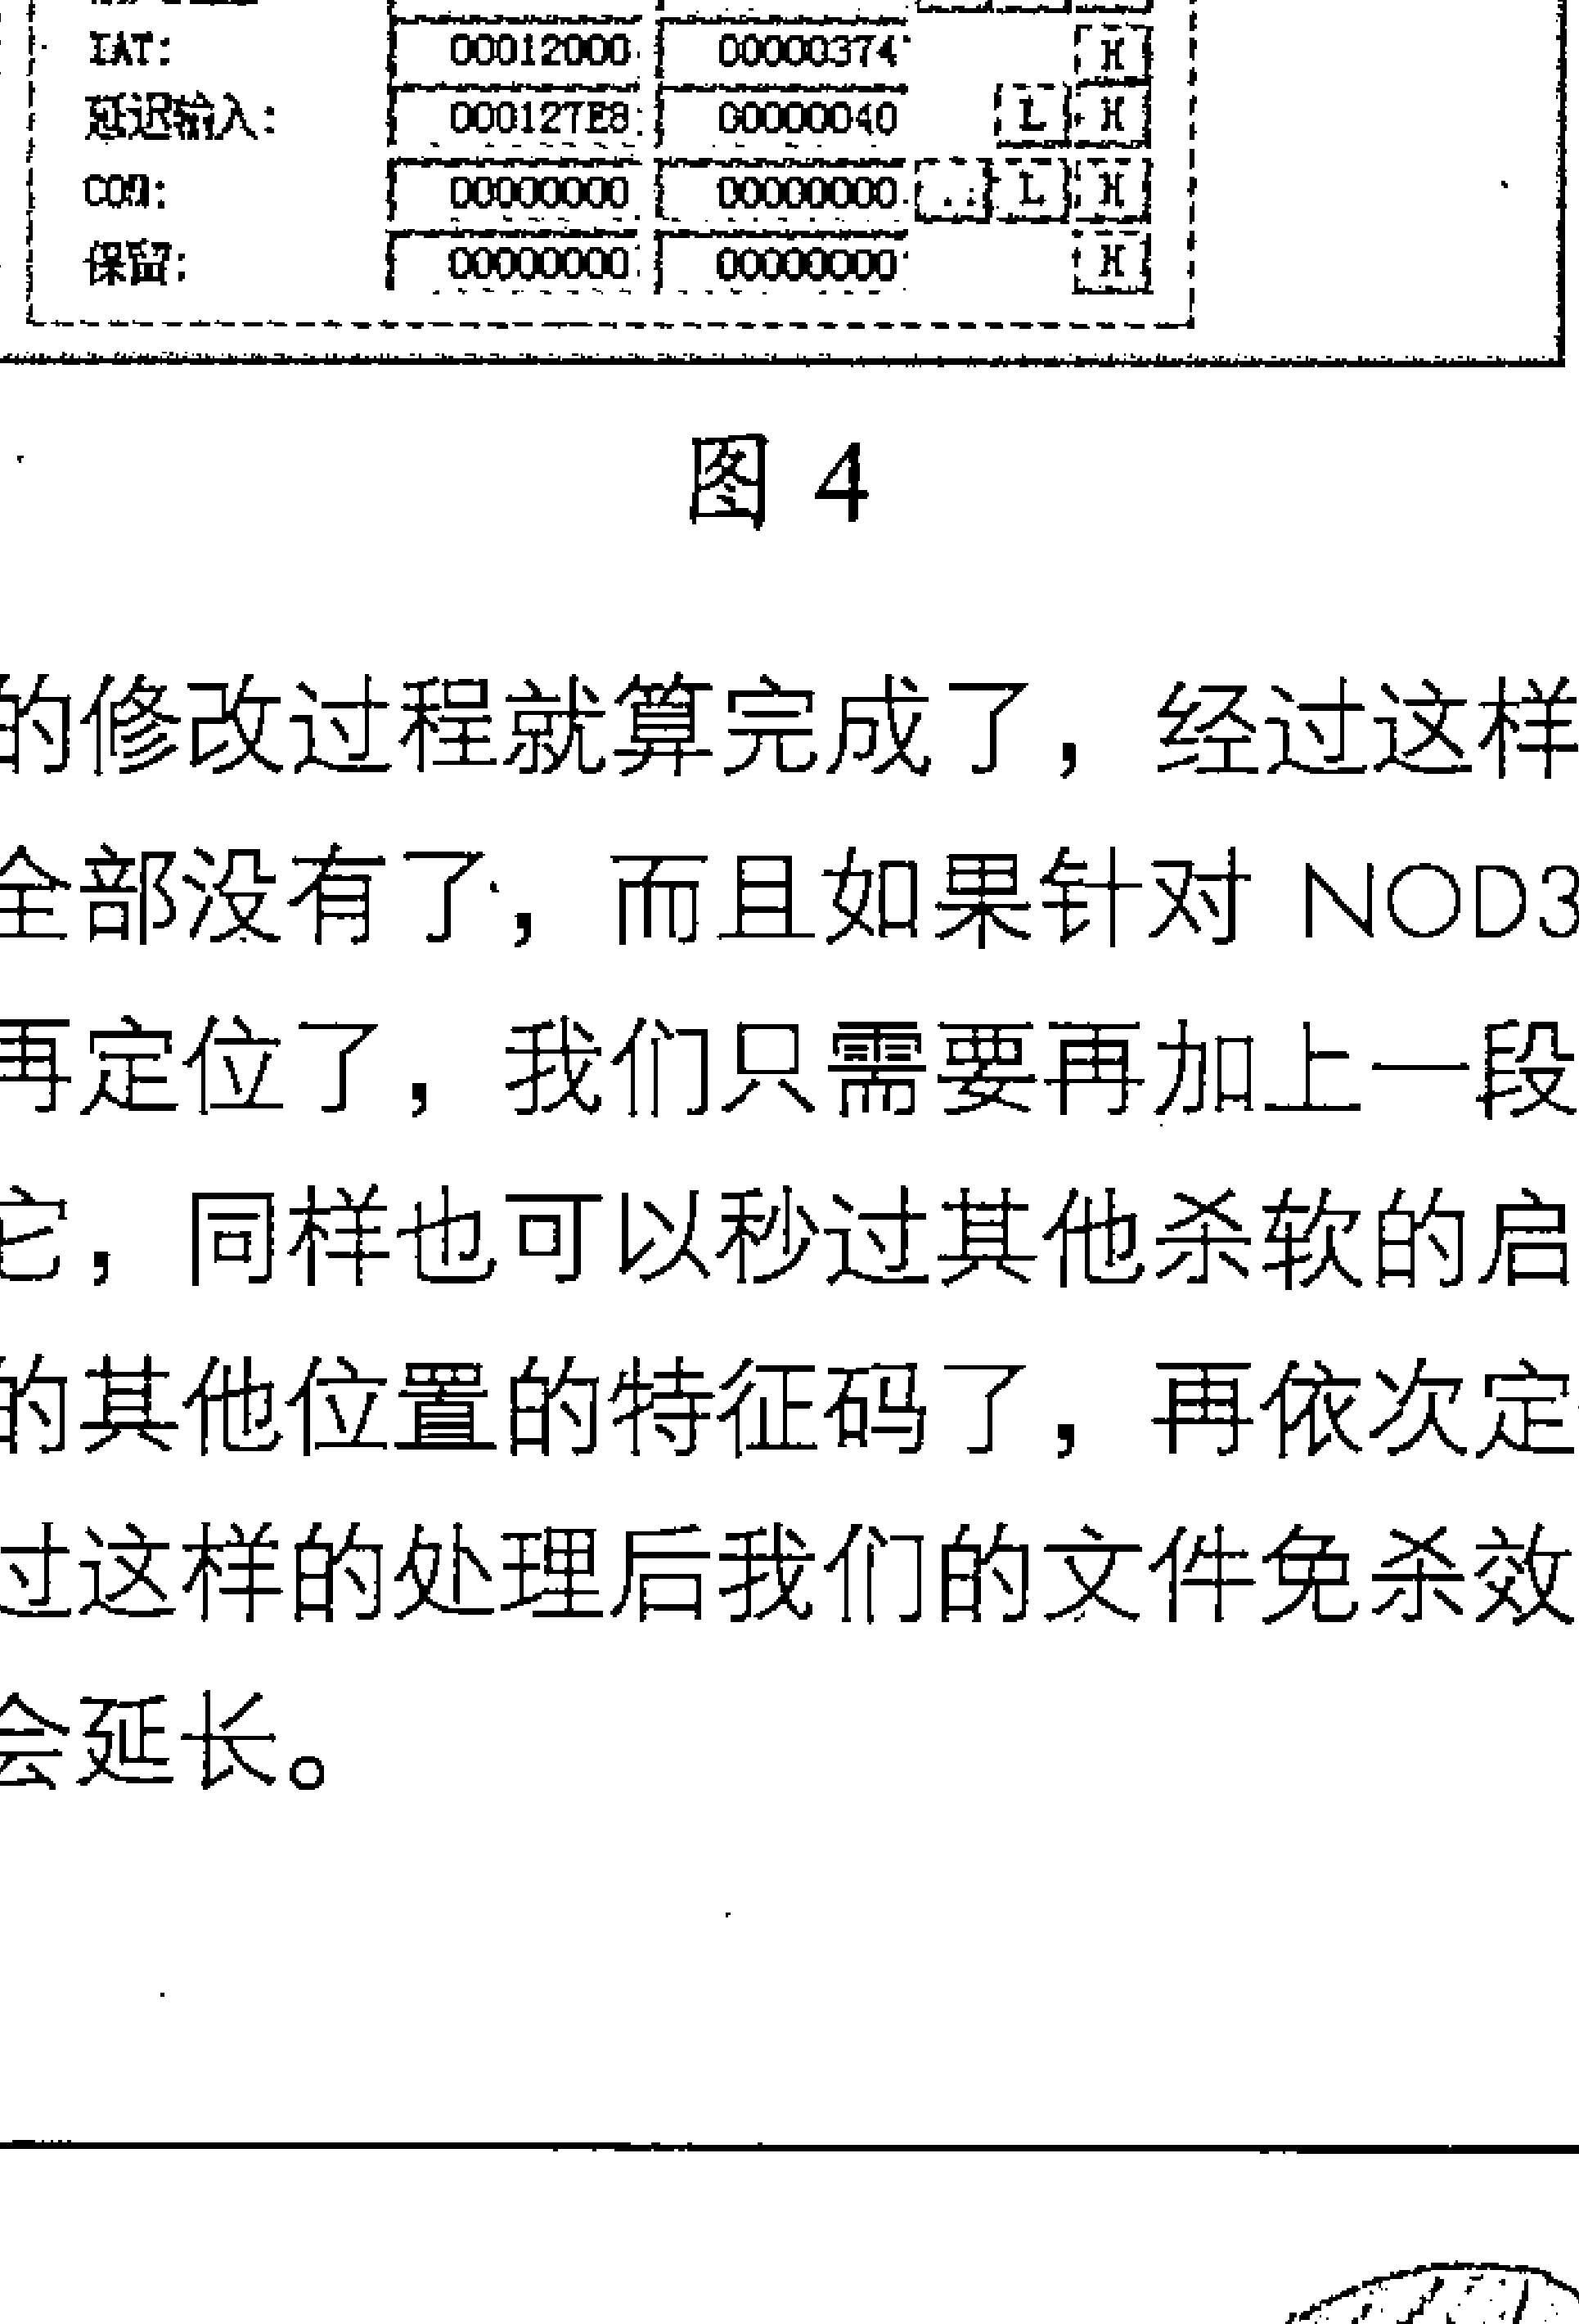 IAT: 00012000 00000374 H
延迟输入: 000127E8 00000040 L H
COM: 00000000 00000000 .. L H
保留: 00000000 00000000 H
图 4
的修改过程就算完成了，经过这样
全部没有了，而且如果针对 NOD3
再定位了，我们只需要再加上一段
它，同样也可以秒过其他杀软的启
的其他位置的特征码了，再依次定
过这样的处理后我们的文件免杀效
会延长。